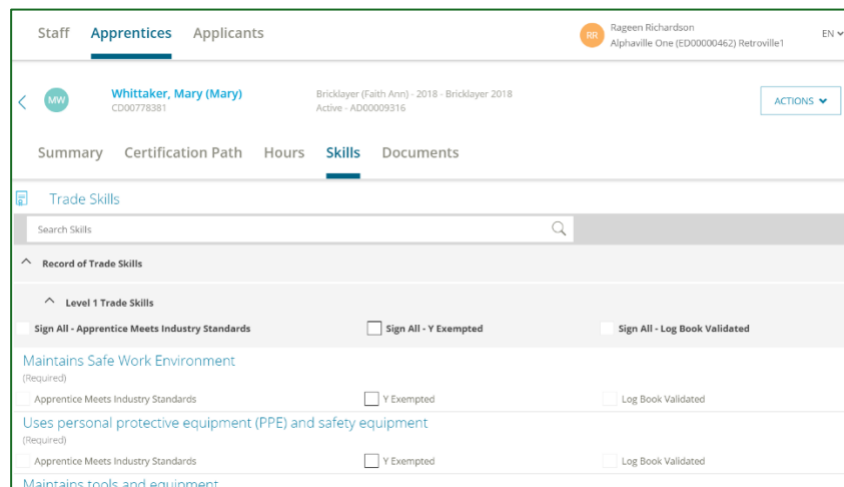 Staff Apprentices Applicants
RR
Rageen Richardson
Alphaville One (ED00000462) Retroville1
EN
MW
Whittaker, Mary (Mary)
CD00778381
Bricklayer (Faith Ann) - 2018 - Bricklayer 2018
Active - AD00009316
ACTIONS
Summary Certification Path Hours Skills Documents
Trade Skills
Search Skills
Record of Trade Skills
Level 1 Trade Skills
Sign All - Apprentice Meets Industry Standards Sign All - Y Exempted Sign All - Log Book Validated
Maintains Safe Work Environment
(Required)
Apprentice Meets Industry Standards Y Exempted Log Book Validated
Uses personal protective equipment (PPE) and safety equipment
(Required)
Apprentice Meets Industry Standards Y Exempted Log Book Validated
Maintains tools and equipment